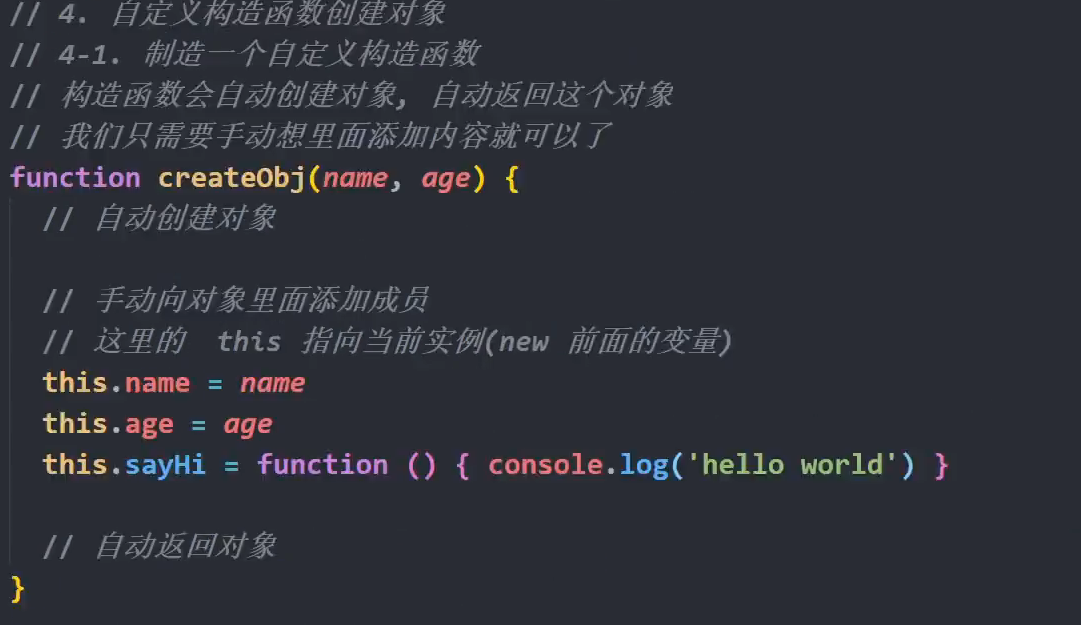 // 4. 自定义构造函数创建对象
// 4-1. 制造一个自定义构造函数
// 构造函数会自动创建对象, 自动返回这个对象
// 我们只需要手动想里面添加内容就可以了
function createObj(name, age) {
// 自动创建对象
// 手动向对象里面添加成员
// 这里的 this 指向当前实例(new 前面的变量)
this.name = name
this.age = age
this.sayHi = function () { console.log('hello world') }
// 自动返回对象
}